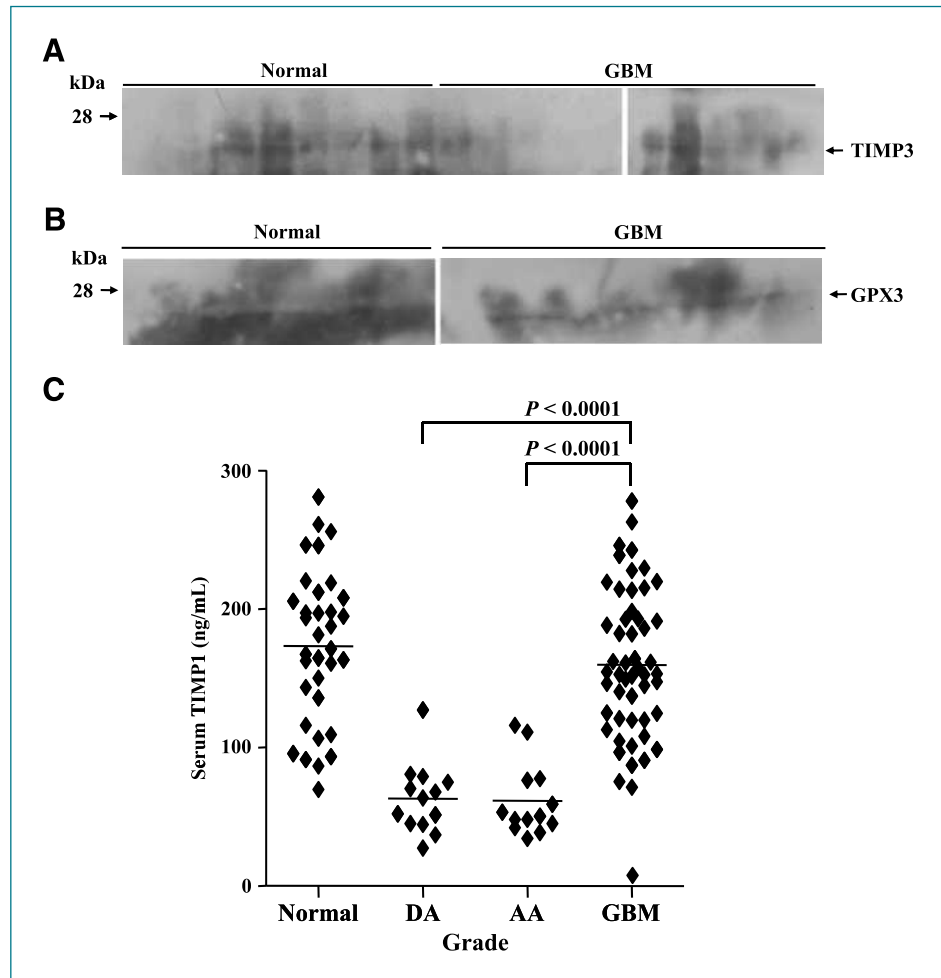 A
Normal GBM
kDa
28 → 
← TIMP3
B
Normal GBM
kDa
28 →
← GPX3
C
P < 0.0001
P < 0.0001
300
200
100
0
Serum TIMP1 (ng/mL)
Normal DA AA GBM
Grade